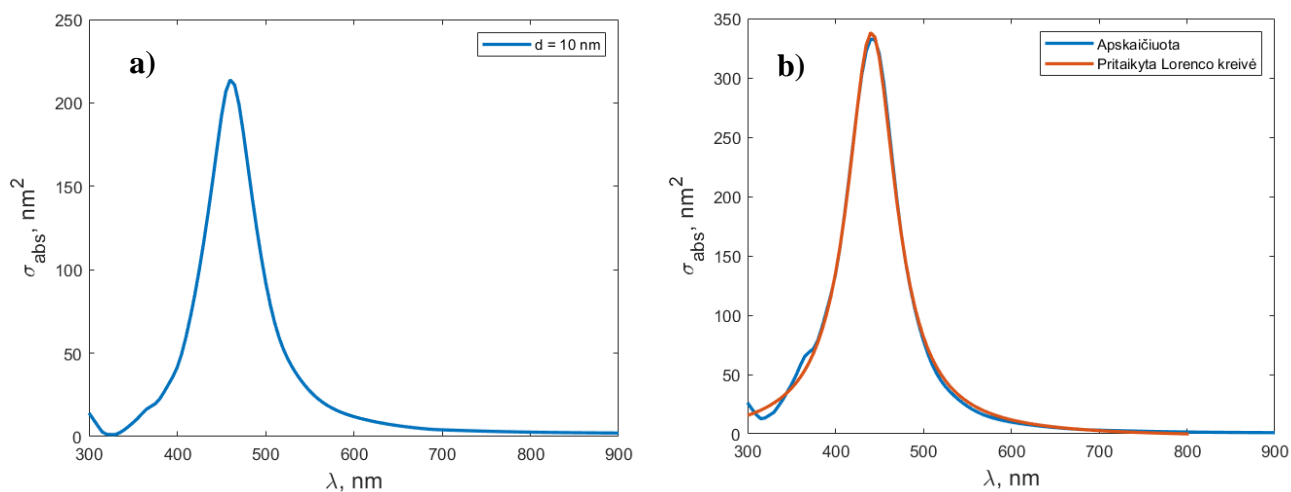 a)
d = 10 nm
250
200
150
100
50
0
σabs, nm²
300 400 500 600 700 800 900
λ, nm
b)
Apskaičiuota
Pritaikyta Lorenco kreivė
350
300
250
200
150
100
50
0
σabs, nm²
300 400 500 600 700 800 900
λ, nm